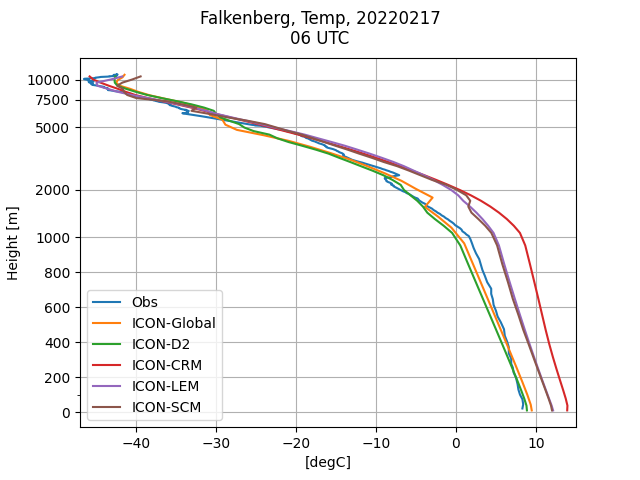 Falkenberg, Temp, 20220217
06 UTC
Height [m]
10000
7500
5000
2000
1000
800
600
400
200
0
Obs
ICON-Global
ICON-D2
ICON-CRM
ICON-LEM
ICON-SCM
−40
−30
−20
−10
0
10
[degC]